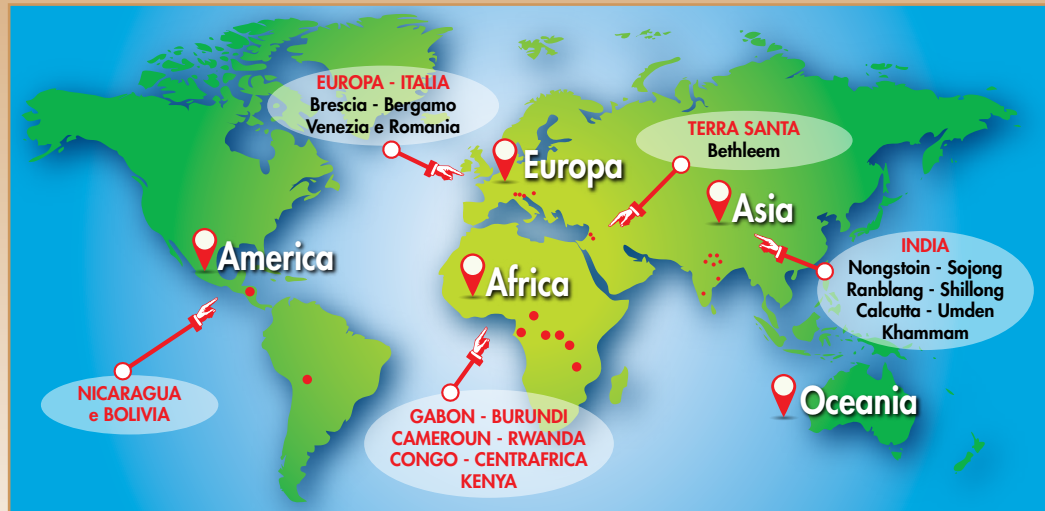 EUROPA - ITALIA
Brescia - Bergamo
Venezia e Romania
TERRA SANTA
Bethleem
Europa
Asia
America
Africa
INDIA
Nongstoin - Sojong
Ranblang - Shillong
Calcutta - Umden
Khammam
NICARAGUA
e BOLIVIA
GABON - BURUNDI
CAMEROUN - RWANDA
CONGO - CENTRAFRICA
KENYA
Oceania